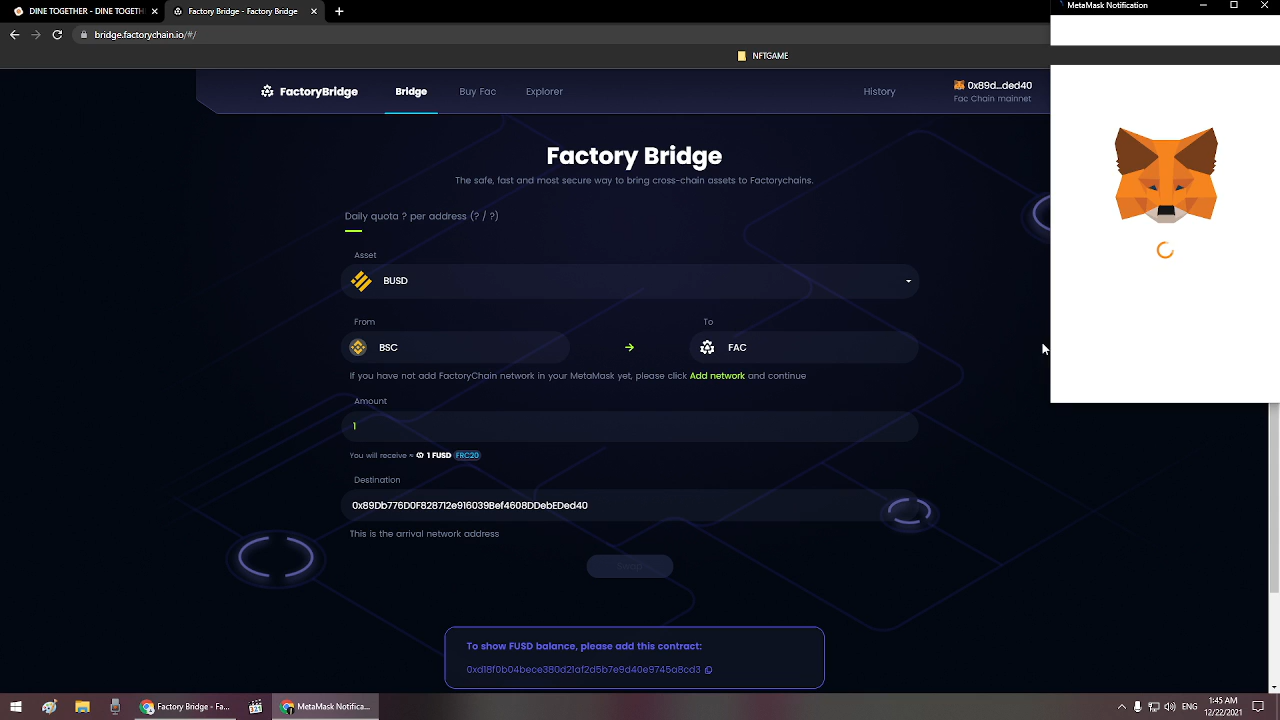 DINE TOGETHER - DINE TOGETH
Factory Bridge - Factory Bridge
MetaMask Notification
bridge.factorychain.io/#/
NFTGAME
FactoryBridge
Bridge
Buy Fac
Explorer
History
0x89d...ded40
Fac Chain mainnet
Factory Bridge
The safe, fast and most secure way to bring cross-chain assets to Factorychains.
Daily quota ? per address (? / ?)
Asset
BUSD
From
To
BSC
FAC
If you have not add FactoryChain network in your MetaMask yet, please click Add network and continue
Amount
1
You will receive ≈ 1 FUSD FRC20
Destination
0x89Db776D0F828712e916039Bef4608DDebEDed40
This is the arrival network address
Swap
To show FUSD balance, please add this contract:
0xd18f0b04bece380d21af2d5b7e9d40e9745a8cd3
Factory Bridge - Fa...
MetaMask Notifica...
ENG
1:45 AM
12/22/2021